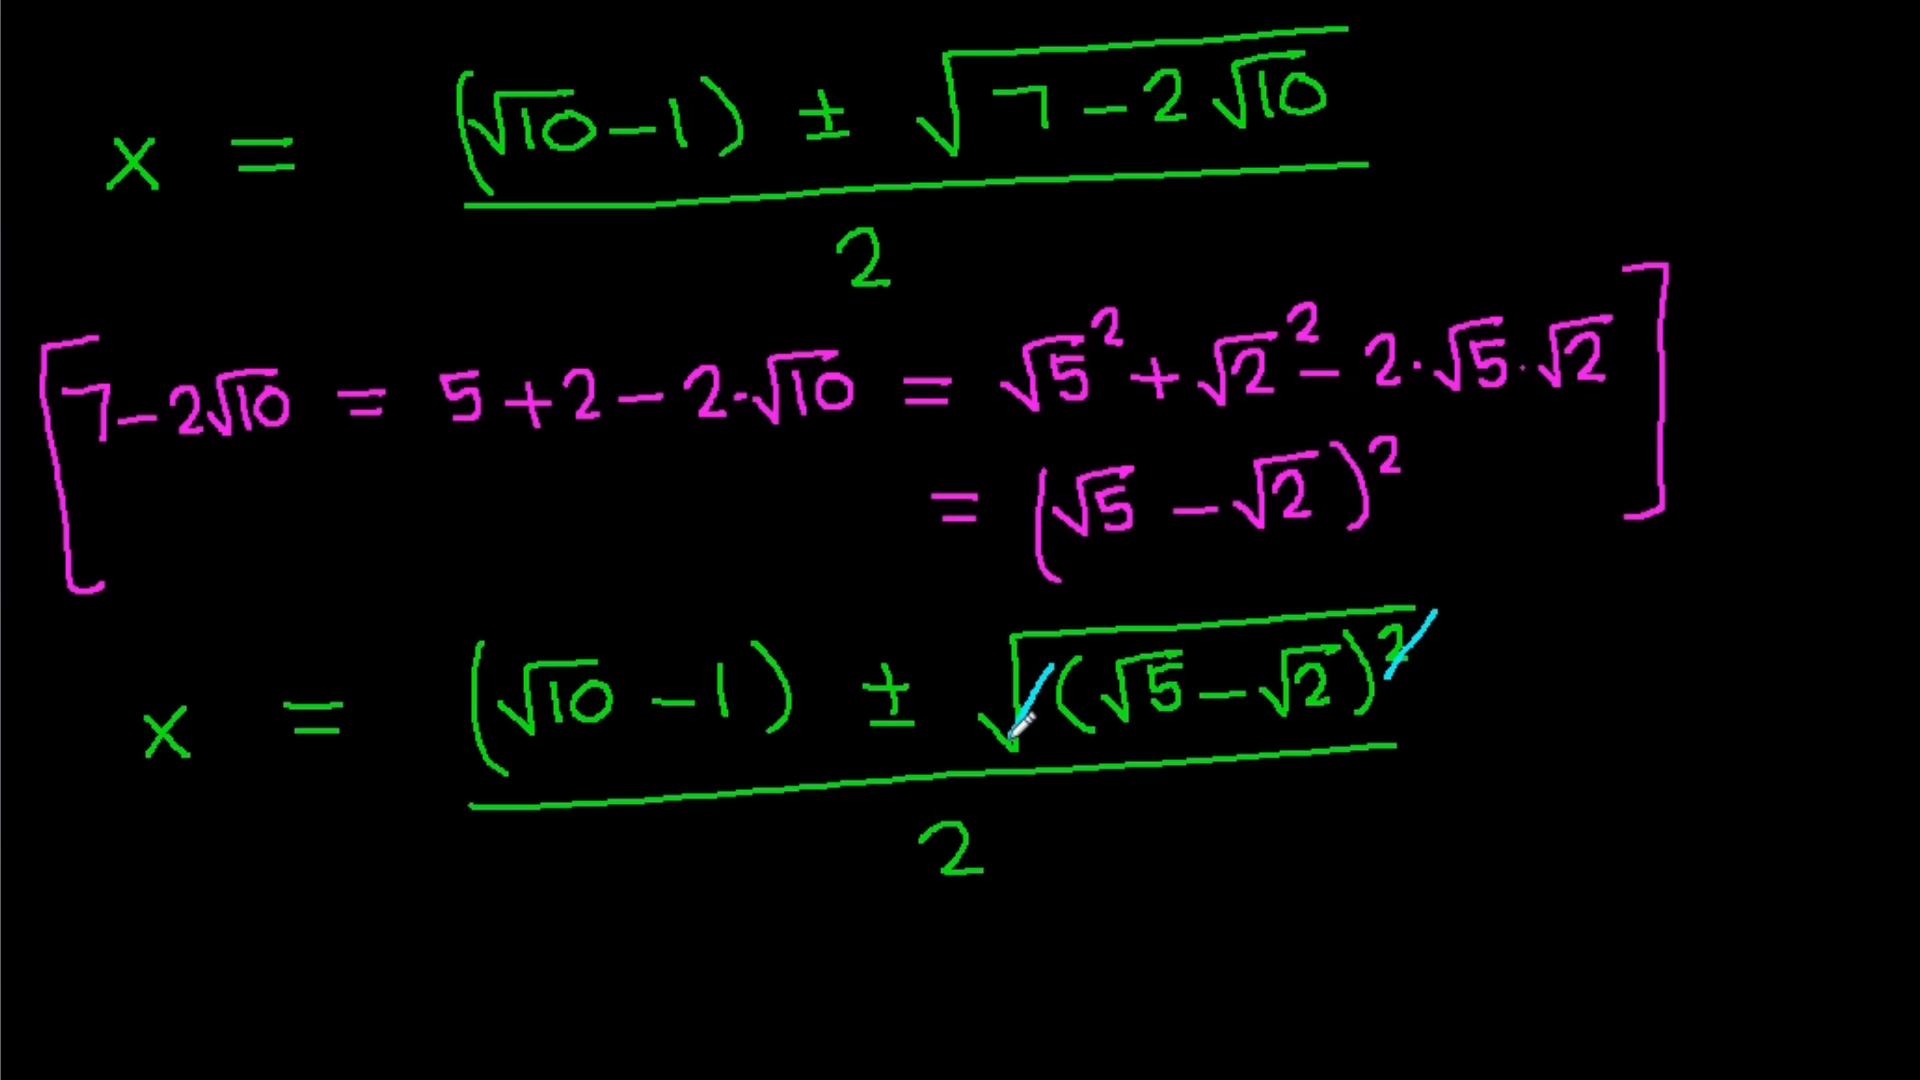 x = (√10 - 1) ± √(7 - 2√10)
2
[7 - 2√10 = 5 + 2 - 2·√10 = √5² + √2² - 2·√5·√2]
= (√5 - √2)²
x = (√10 - 1) ± √(√5 - √2)²
2